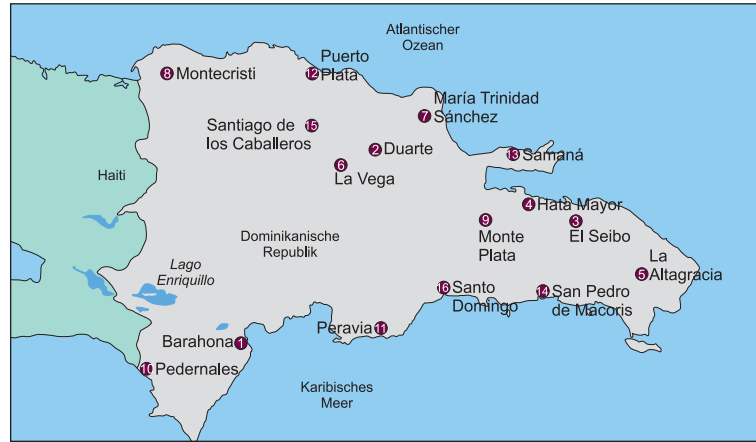 Atlantischer
Ozean
8 Montecristi
12 Puerto
Plata
María Trinidad
7 Sánchez
Santiago de 15
los Caballeros
2 Duarte
13 Samaná
6
La Vega
Haiti
4 Hata Mayor
9
Monte
Plata
3
El Seibo
Dominikanische
Republik
La
5 Altagracia
Lago
Enriquillo
16 Santo
Domingo
14 San Pedro
de Macoris
Peravia 11
Barahona 1
10 Pedernales
Karibisches
Meer